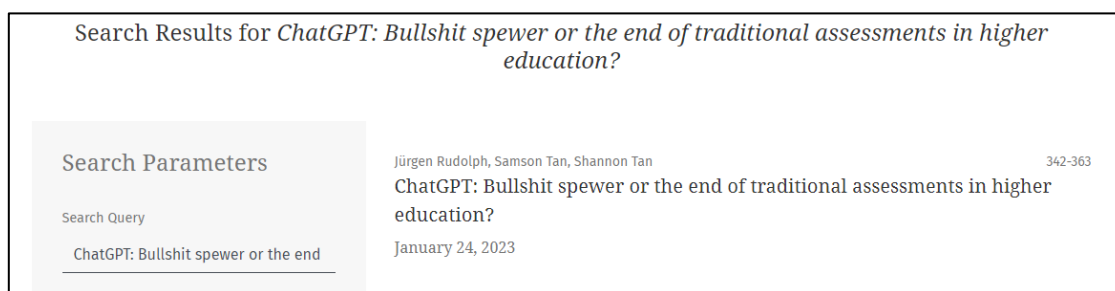 Search Results for ChatGPT: Bullshit spewer or the end of traditional assessments in higher
education?
Search Parameters
Search Query
ChatGPT: Bullshit spewer or the end
Jürgen Rudolph, Samson Tan, Shannon Tan 342-363
ChatGPT: Bullshit spewer or the end of traditional assessments in higher
education?
January 24, 2023